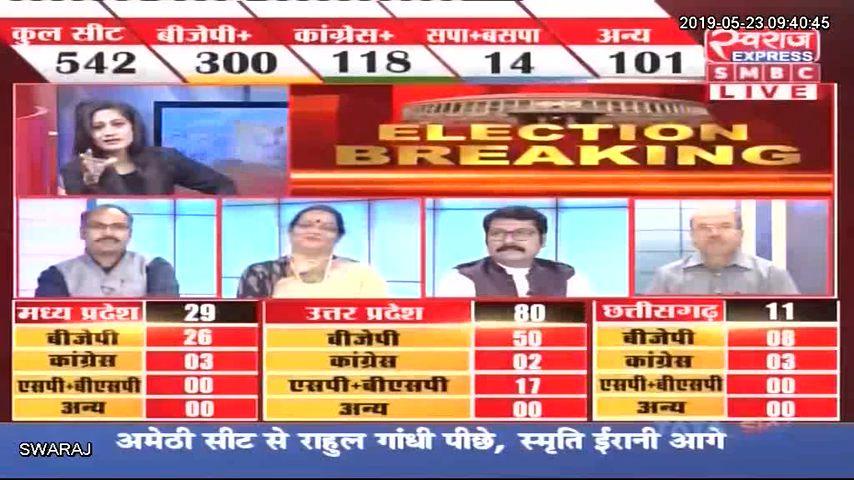 2019-05-23 09:40:45
कुल सीट बीजेपी+ कांग्रेस+ सपा+बसपा अन्य
542 300 118 14 101
स्वराज
EXPRESS
SMBC
LIVE
ELECTION
BREAKING
मध्य प्रदेश 29
बीजेपी 26
कांग्रेस 03
एसपी+बीएसपी 00
अन्य 00
उत्तर प्रदेश 80
बीजेपी 50
कांग्रेस 02
एसपी+बीएसपी 17
अन्य 00
छत्तीसगढ़ 11
बीजेपी 08
कांग्रेस 03
एसपी+बीएसपी 00
अन्य 00
अमेठी सीट से राहुल गांधी पीछे, स्मृति ईरानी आगे
SWARAJ